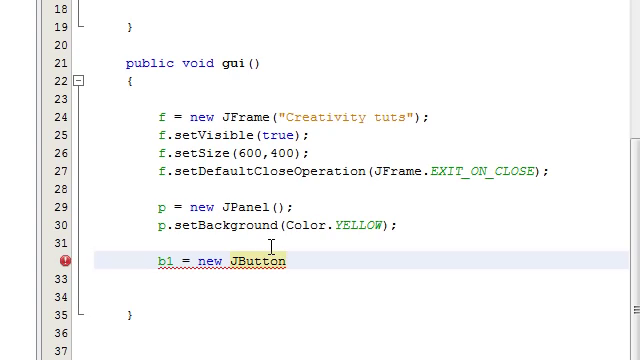 18
19 }
20
21 public void gui()
22 {
23
24 f = new JFrame("Creativity tuts");
25 f.setVisible(true);
26 f.setSize(600,400);
27 f.setDefaultCloseOperation(JFrame.EXIT_ON_CLOSE);
28
29 p = new JPanel();
30 p.setBackground(Color.YELLOW);
31
b1 = new JButton
33
34
35 }
36
37